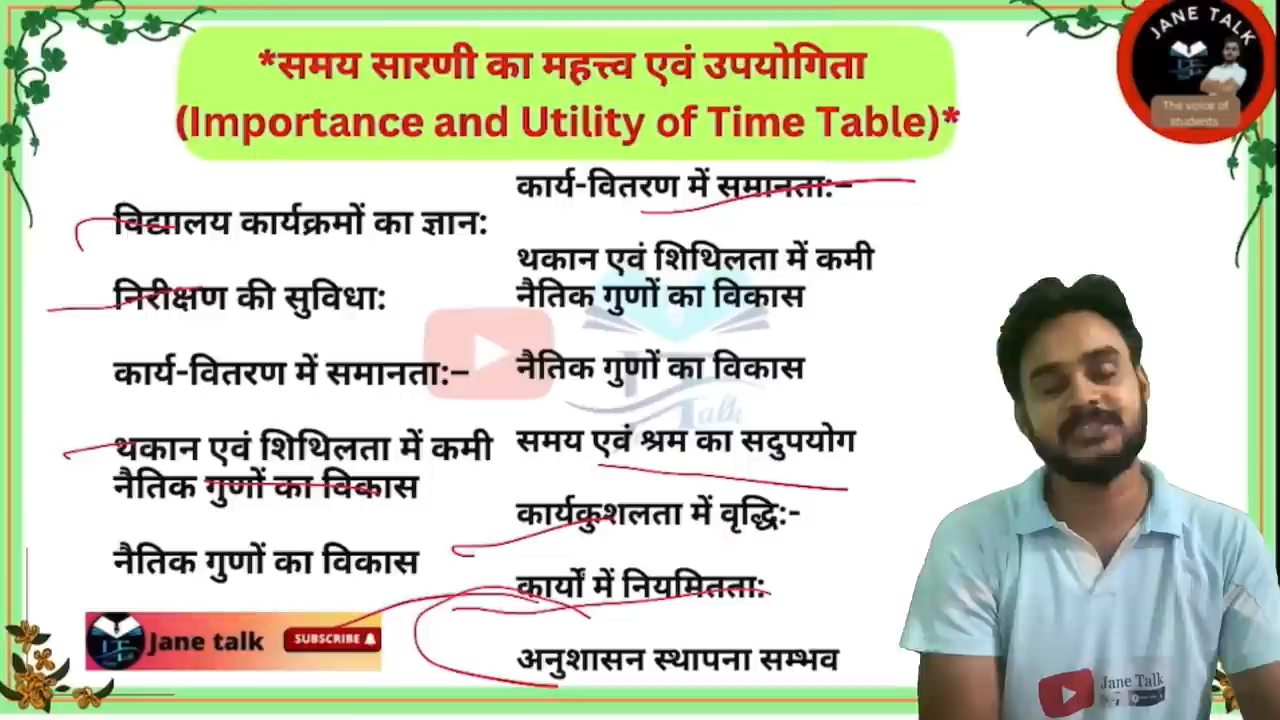 *समय सारणी का महत्त्व एवं उपयोगिता
(Importance and Utility of Time Table)*
JANE TALK
The voice of
students
विद्यालय कार्यक्रमों का ज्ञान:
निरीक्षण की सुविधा:
कार्य-वितरण में समानता:–
थकान एवं शिथिलता में कमी
नैतिक गुणों का विकास
नैतिक गुणों का विकास
कार्य-वितरण में समानता:–
थकान एवं शिथिलता में कमी
नैतिक गुणों का विकास
नैतिक गुणों का विकास
समय एवं श्रम का सदुपयोग
कार्यकुशलता में वृद्धि:-
कार्यों में नियमितता:
अनुशासन स्थापना सम्भव
Talk
Jane talk
SUBSCRIBE
Jane Talk